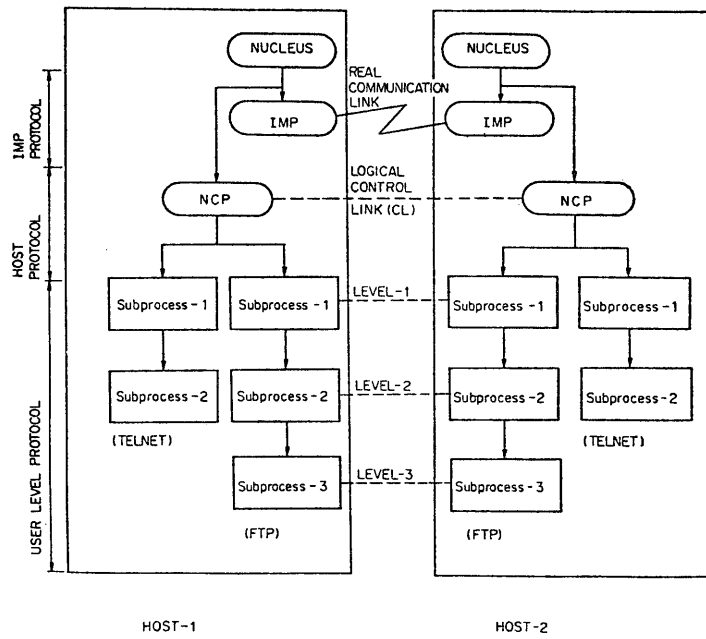 NUCLEUS
NUCLEUS
REAL
COMMUNICATION
LINK
IMP
IMP
IMP
PROTOCOL
LOGICAL
CONTROL
LINK (CL)
NCP
NCP
HOST
PROTOCOL
Subprocess-1
Subprocess-1
LEVEL-1
Subprocess-1
Subprocess-1
Subprocess-2
Subprocess-2
LEVEL-2
Subprocess-2
Subprocess-2
(TELNET)
(TELNET)
Subprocess-3
LEVEL-3
Subprocess-3
(FTP)
(FTP)
USER LEVEL PROTOCOL
HOST-1
HOST-2